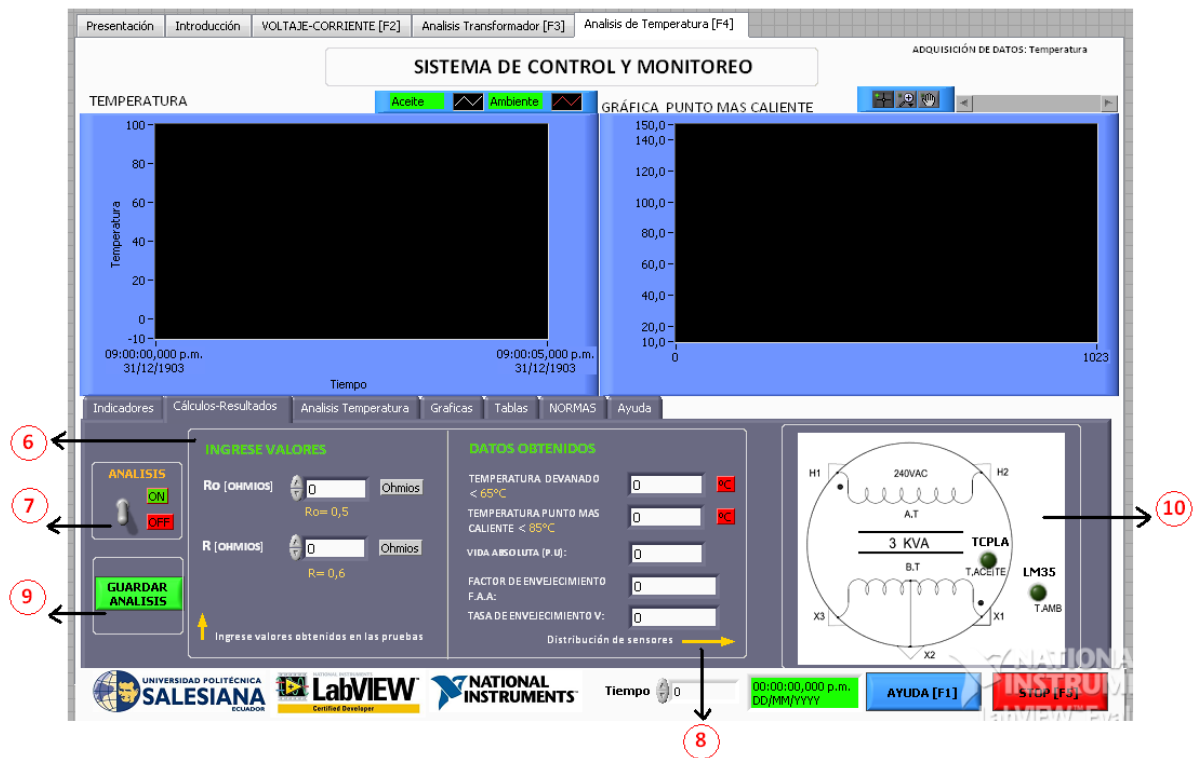 Presentación
Introducción
VOLTAJE-CORRIENTE [F2]
Analisis Transformador [F3]
Analisis de Temperatura [F4]
SISTEMA DE CONTROL Y MONITOREO
ADQUISICIÓN DE DATOS: Temperatura
TEMPERATURA
Aceite
Ambiente
GRÁFICA PUNTO MAS CALIENTE
100
80
60
40
20
0
-10
Temperatura
09:00:00,000 p.m.
31/12/1903
09:00:05,000 p.m.
31/12/1903
Tiempo
150,0
140,0
120,0
100,0
80,0
60,0
40,0
20,0
10,0
0
1023
Indicadores
Cálculos-Resultados
Analisis Temperatura
Graficas
Tablas
NORMAS
Ayuda
6
7
9
ANALISIS
ON
OFF
GUARDAR
ANALISIS
INGRESE VALORES
Ro [OHMIOS]
0
Ohmios
Ro= 0,5
R [OHMIOS]
0
Ohmios
R= 0,6
Ingrese valores obtenidos en las pruebas
DATOS OBTENIDOS
TEMPERATURA DEVANADO
< 65°C
0
°C
TEMPERATURA PUNTO MAS
CALIENTE < 85°C
0
°C
VIDA ABSOLUTA (P.U):
0
FACTOR DE ENVEJECIMIENTO
F.A.A:
0
TASA DE ENVEJECIMIENTO V:
0
Distribución de sensores
8
H1
240VAC
H2
A.T
3 KVA
B.T
TCPLA
T.ACEITE
LM35
T.AMB
X3
X1
X2
10
UNIVERSIDAD POLITÉCNICA
SALESIANA
ECUADOR
NATIONAL INSTRUMENTS
LabVIEW
Certified Developer
NATIONAL
INSTRUMENTS
Tiempo
0
00:00:00,000 p.m.
DD/MM/YYYY
AYUDA [F1]
STOP [F5]
NATIONA
INSTRUM
LabVIEW™ Eval